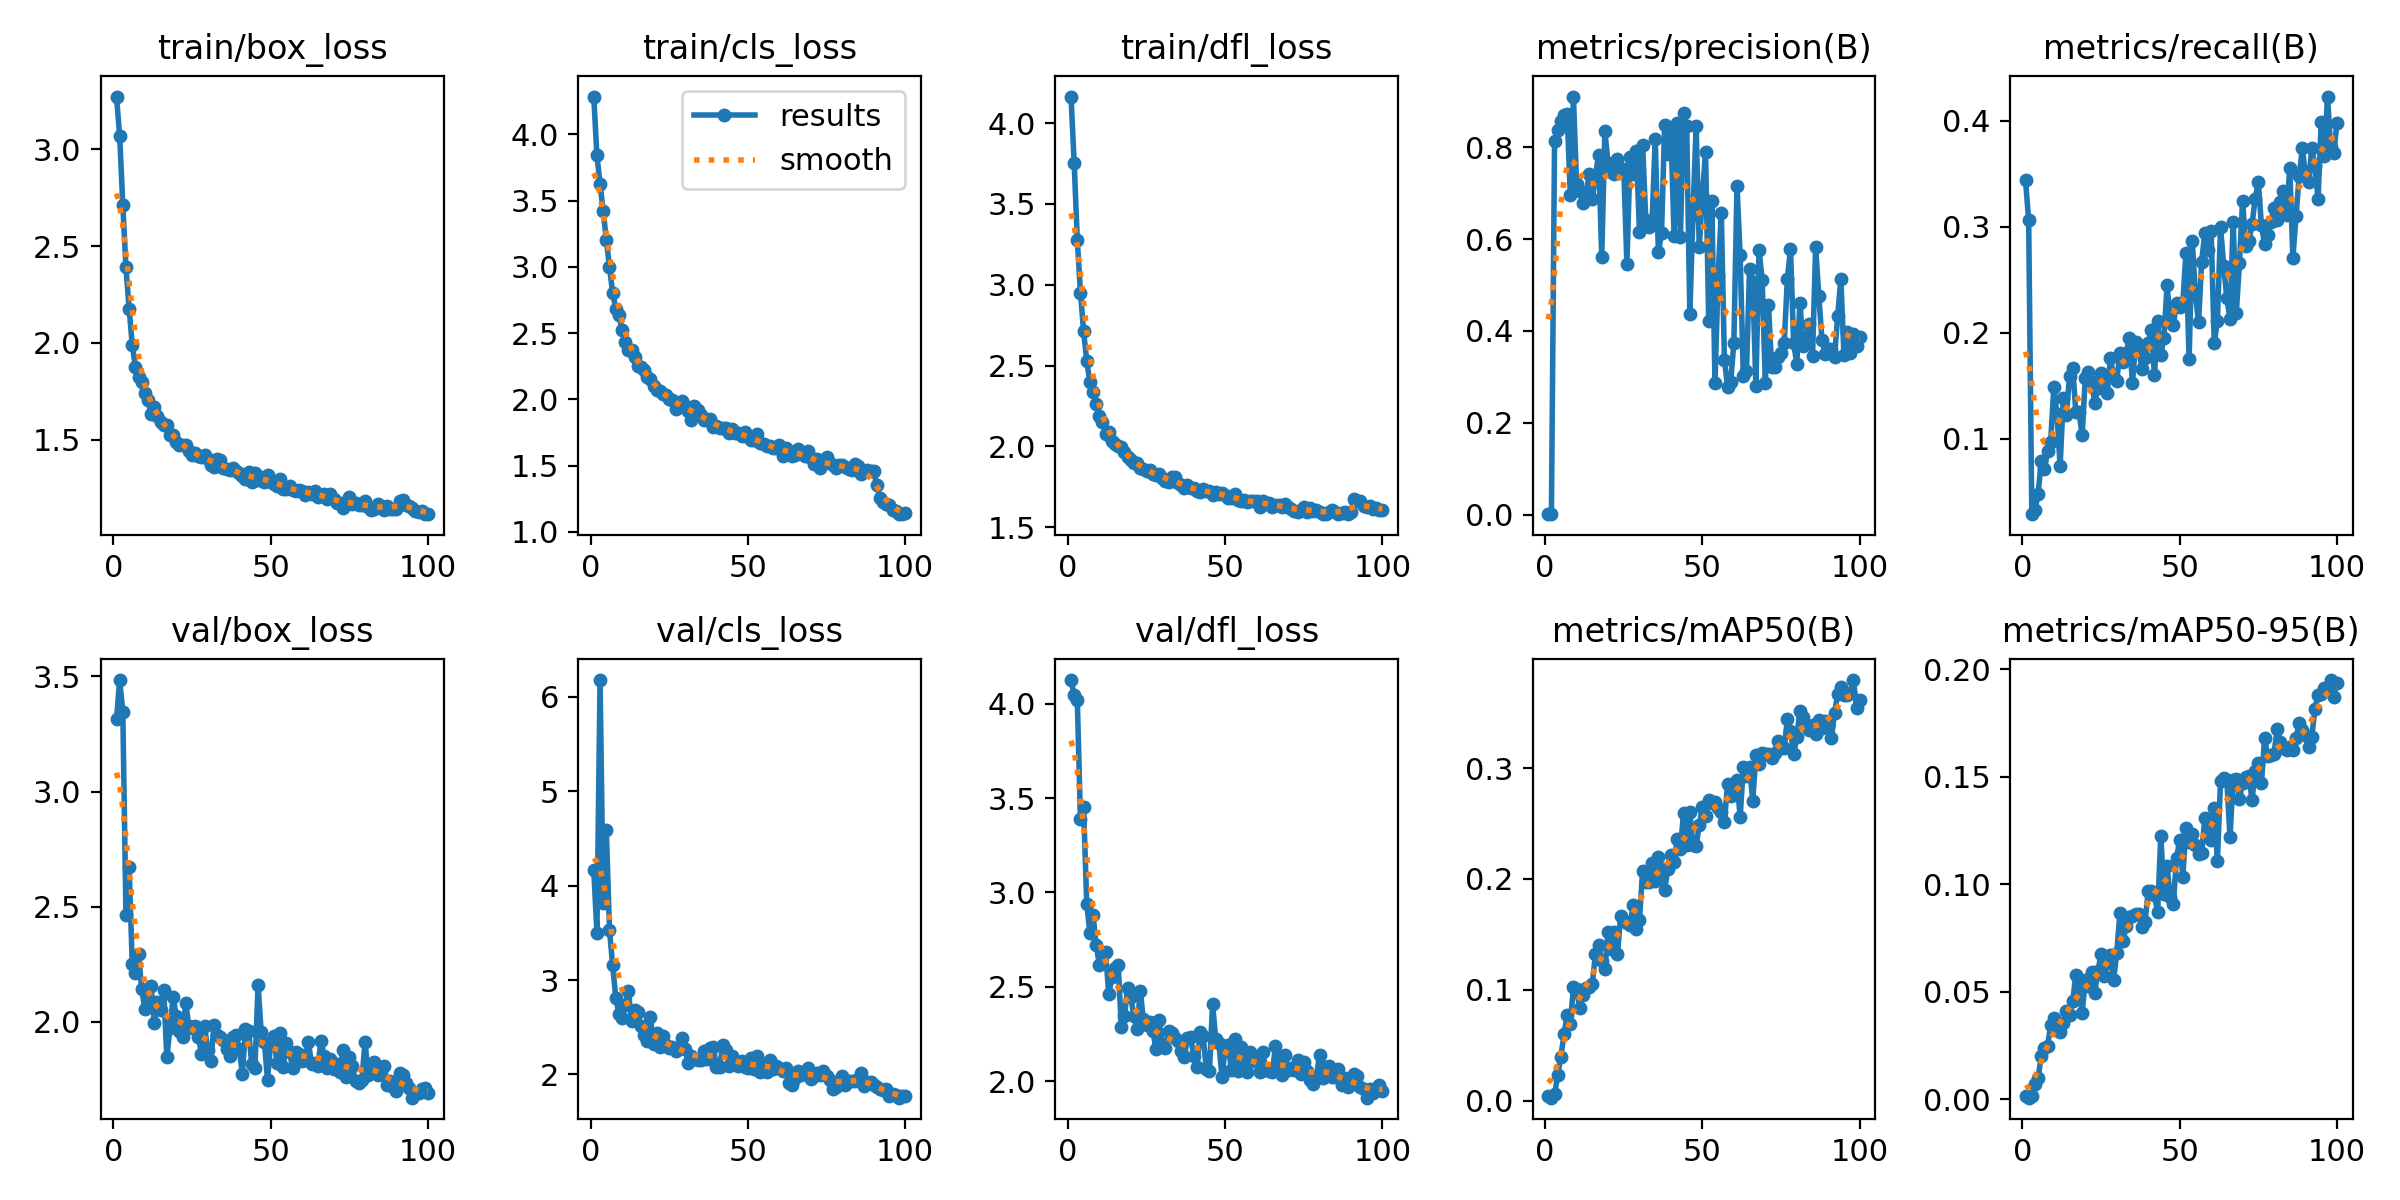 train/box_loss
3.0
2.5
2.0
1.5
0 50 100
train/cls_loss
results
smooth
4.0
3.5
3.0
2.5
2.0
1.5
1.0
0 50 100
train/dfl_loss
4.0
3.5
3.0
2.5
2.0
1.5
0 50 100
metrics/precision(B)
0.8
0.6
0.4
0.2
0.0
0 50 100
metrics/recall(B)
0.4
0.3
0.2
0.1
0 50 100
val/box_loss
3.5
3.0
2.5
2.0
0 50 100
val/cls_loss
6
5
4
3
2
0 50 100
val/dfl_loss
4.0
3.5
3.0
2.5
2.0
0 50 100
metrics/mAP50(B)
0.3
0.2
0.1
0.0
0 50 100
metrics/mAP50-95(B)
0.20
0.15
0.10
0.05
0.00
0 50 100